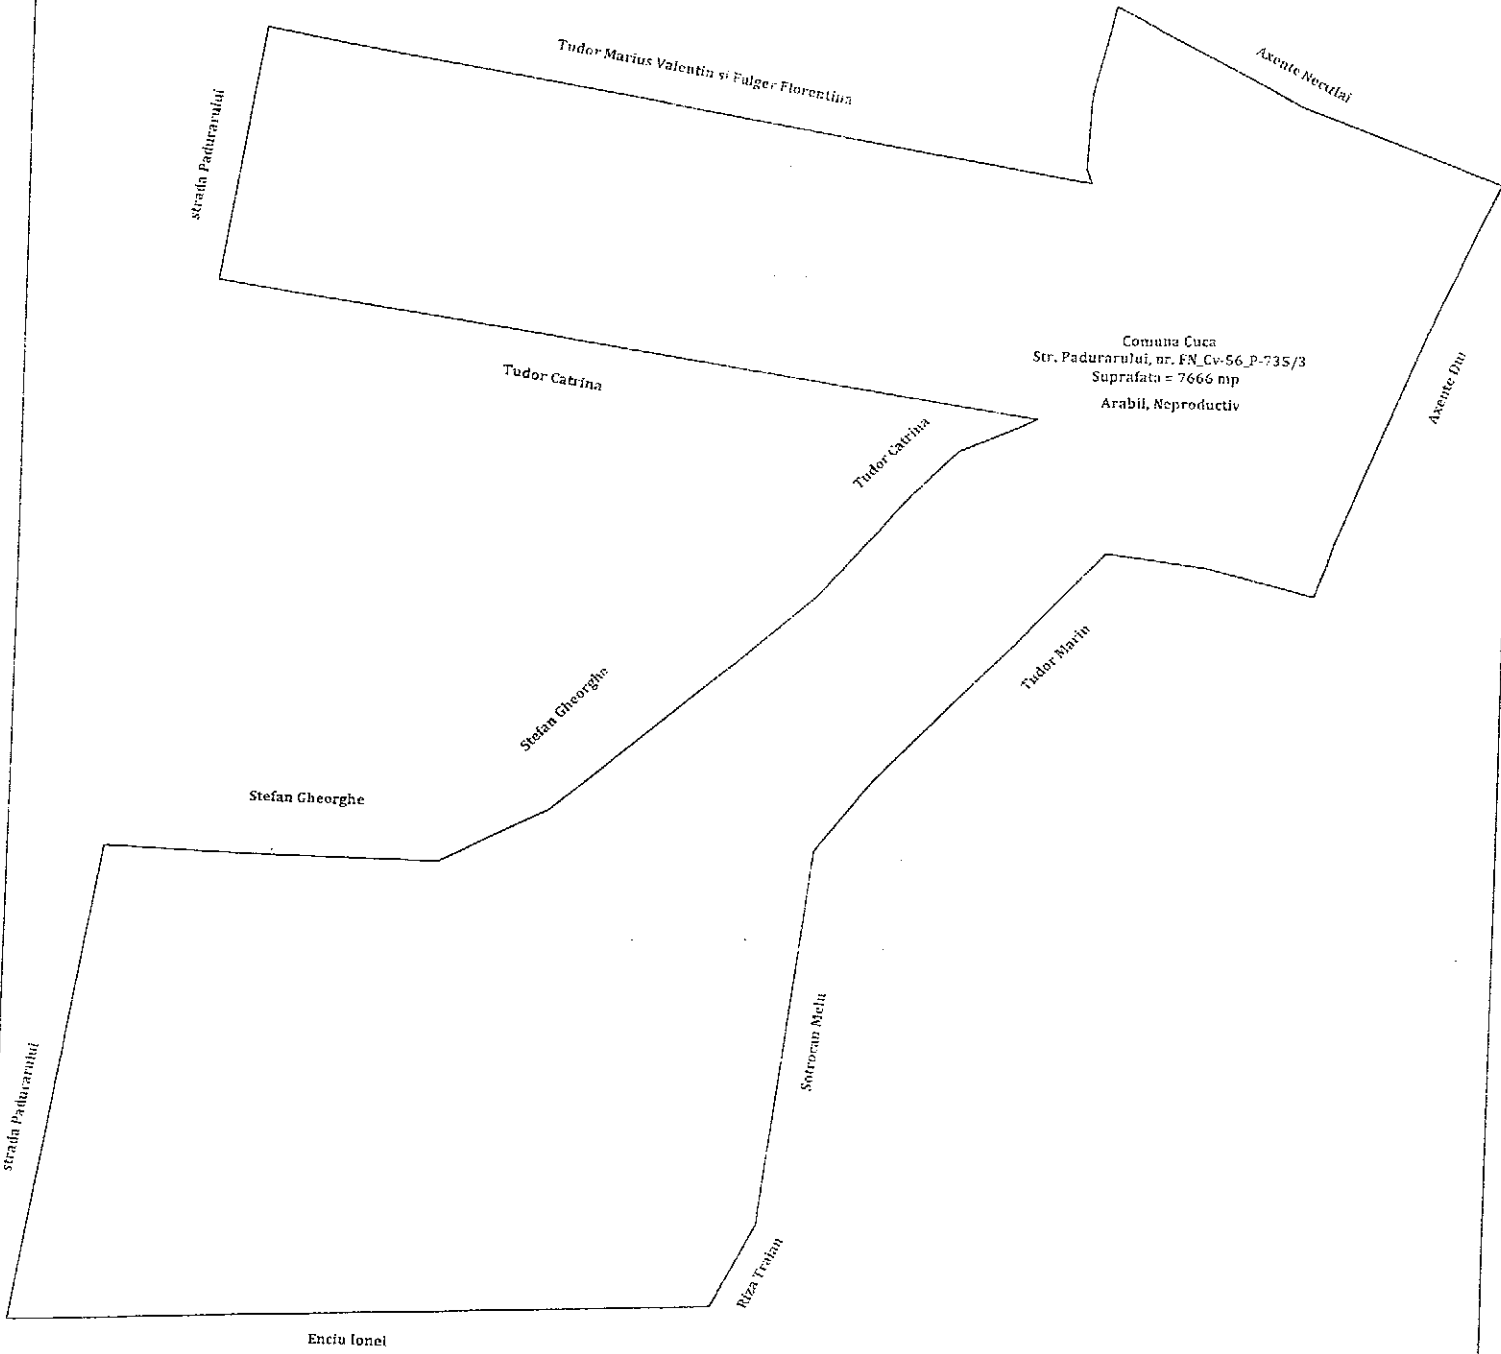 Tudor Marius Valentin si Fulger Florentina
Axente Neculai
strada Padurarului
Comuna Cuca
Str. Padurarului, nr. FN_Cv-56_P-735/3
Suprafata = 7666 mp
Arabil, Neproductiv
Tudor Catrina
Axente Dtu
Tudor Catrina
Tudor Marin
Stefan Gheorghe
Stefan Gheorghe
Sotrocan Melu
strada Padurarului
Riza Traian
Enciu Ionel